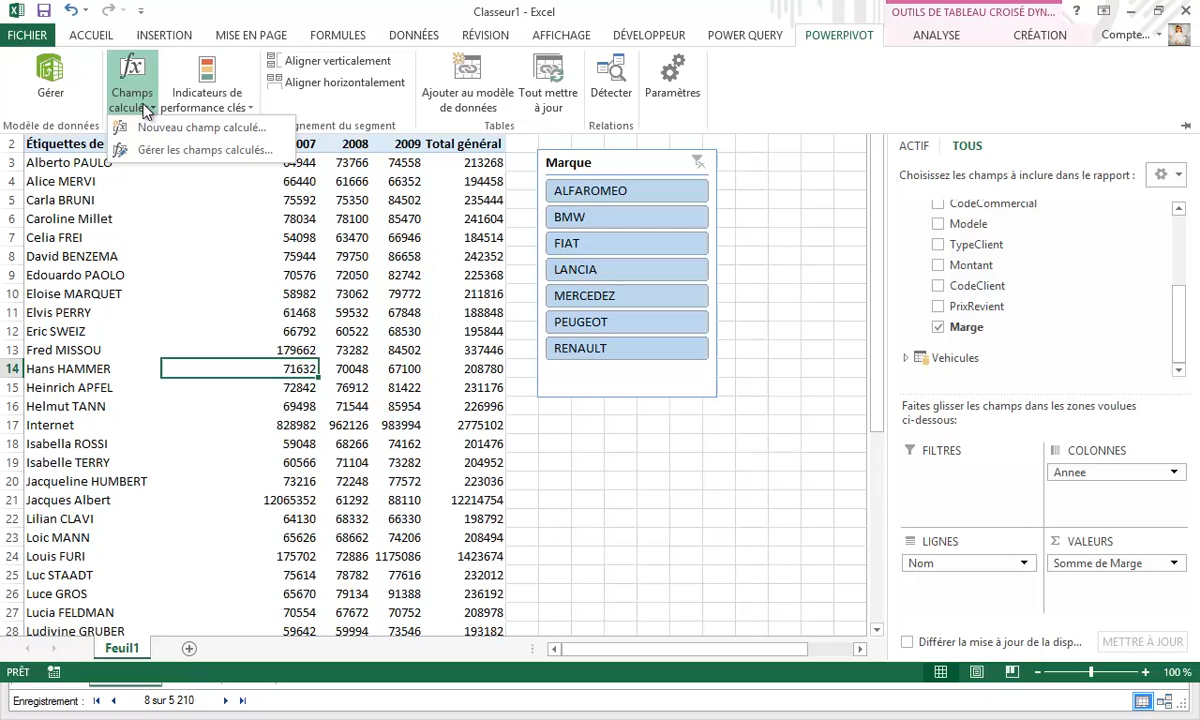 Classeur1 - Excel
OUTILS DE TABLEAU CROISÉ DYN...
FICHIER ACCUEIL INSERTION MISE EN PAGE FORMULES DONNÉES RÉVISION AFFICHAGE DÉVELOPPEUR POWER QUERY POWERPIVOT ANALYSE CRÉATION Compte...
Gérer
Champs
Indicateurs de
performance clés
Aligner verticalement
Aligner horizontalement
Ajouter au modèle
de données
Tout mettre
à jour
Détecter
Paramètres
Modèle de données
Tables
Relations
Nouveau champ calculé...
Gérer les champs calculés...
2 Étiquettes de 2008 2009 Total général
3 Alberto PAULO 73766 74558 213268
4 Alice MERVI 66440 61666 66352 194458
5 Carla BRUNI 75592 75350 84502 235444
6 Caroline Millet 78034 78100 85470 241604
7 Celia FREI 54098 63470 66946 184514
8 David BENZEMA 75944 79750 86658 242352
9 Edouardo PAOLO 70576 72050 82742 225368
10 Eloise MARQUET 58982 73062 79772 211816
11 Elvis PERRY 61468 59532 67848 188848
12 Eric SWEIZ 66792 60522 68530 195844
13 Fred MISSOU 179662 73282 84502 337446
14 Hans HAMMER 71632 70048 67100 208780
15 Heinrich APFEL 72842 76912 81422 231176
16 Helmut TANN 69498 71544 85954 226996
17 Internet 828982 962126 983994 2775102
18 Isabella ROSSI 59048 68266 74162 201476
19 Isabelle TERRY 60566 71104 73282 204952
20 Jacqueline HUMBERT 73216 72248 77572 223036
21 Jacques Albert 12065352 61292 88110 12214754
22 Lilian CLAVI 64130 68332 66330 198792
23 Loic MANN 65626 68662 74206 208494
24 Louis FURI 175702 72886 1175086 1423674
25 Luc STAADT 75614 78782 77616 232012
26 Luce GROS 65670 79134 91388 236192
27 Lucia FELDMAN 70554 67672 70752 208978
28 Ludivine GRUBER 59642 59994 73546 193182
Marque
ALFAROMEO
BMW
FIAT
LANCIA
MERCEDEZ
PEUGEOT
RENAULT
ACTIF TOUS
Choisissez les champs à inclure dans le rapport :
CodeCommercial
Modele
TypeClient
Montant
CodeClient
PrixRevient
Marge
Vehicules
Faites glisser les champs dans les zones voulues
ci-dessous:
FILTRES
COLONNES
Annee
LIGNES
Σ VALEURS
Nom
Somme de Marge
Différer la mise à jour de la disp...
METTRE À JOUR
Feuil1
PRÊT
100 %
Enregistrement : 8 sur 5 210